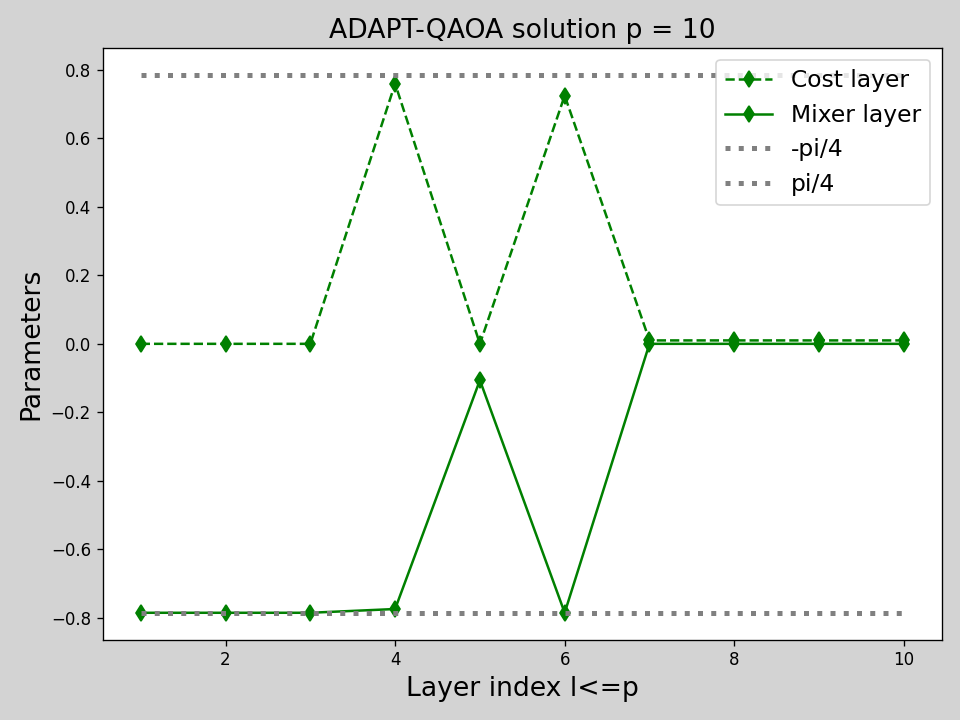 ADAPT-QAOA solution p = 10
Cost layer
Mixer layer
-pi/4
pi/4
Parameters
0.8
0.6
0.4
0.2
0.0
−0.2
−0.4
−0.6
−0.8
2
4
6
8
10
Layer index l<=p